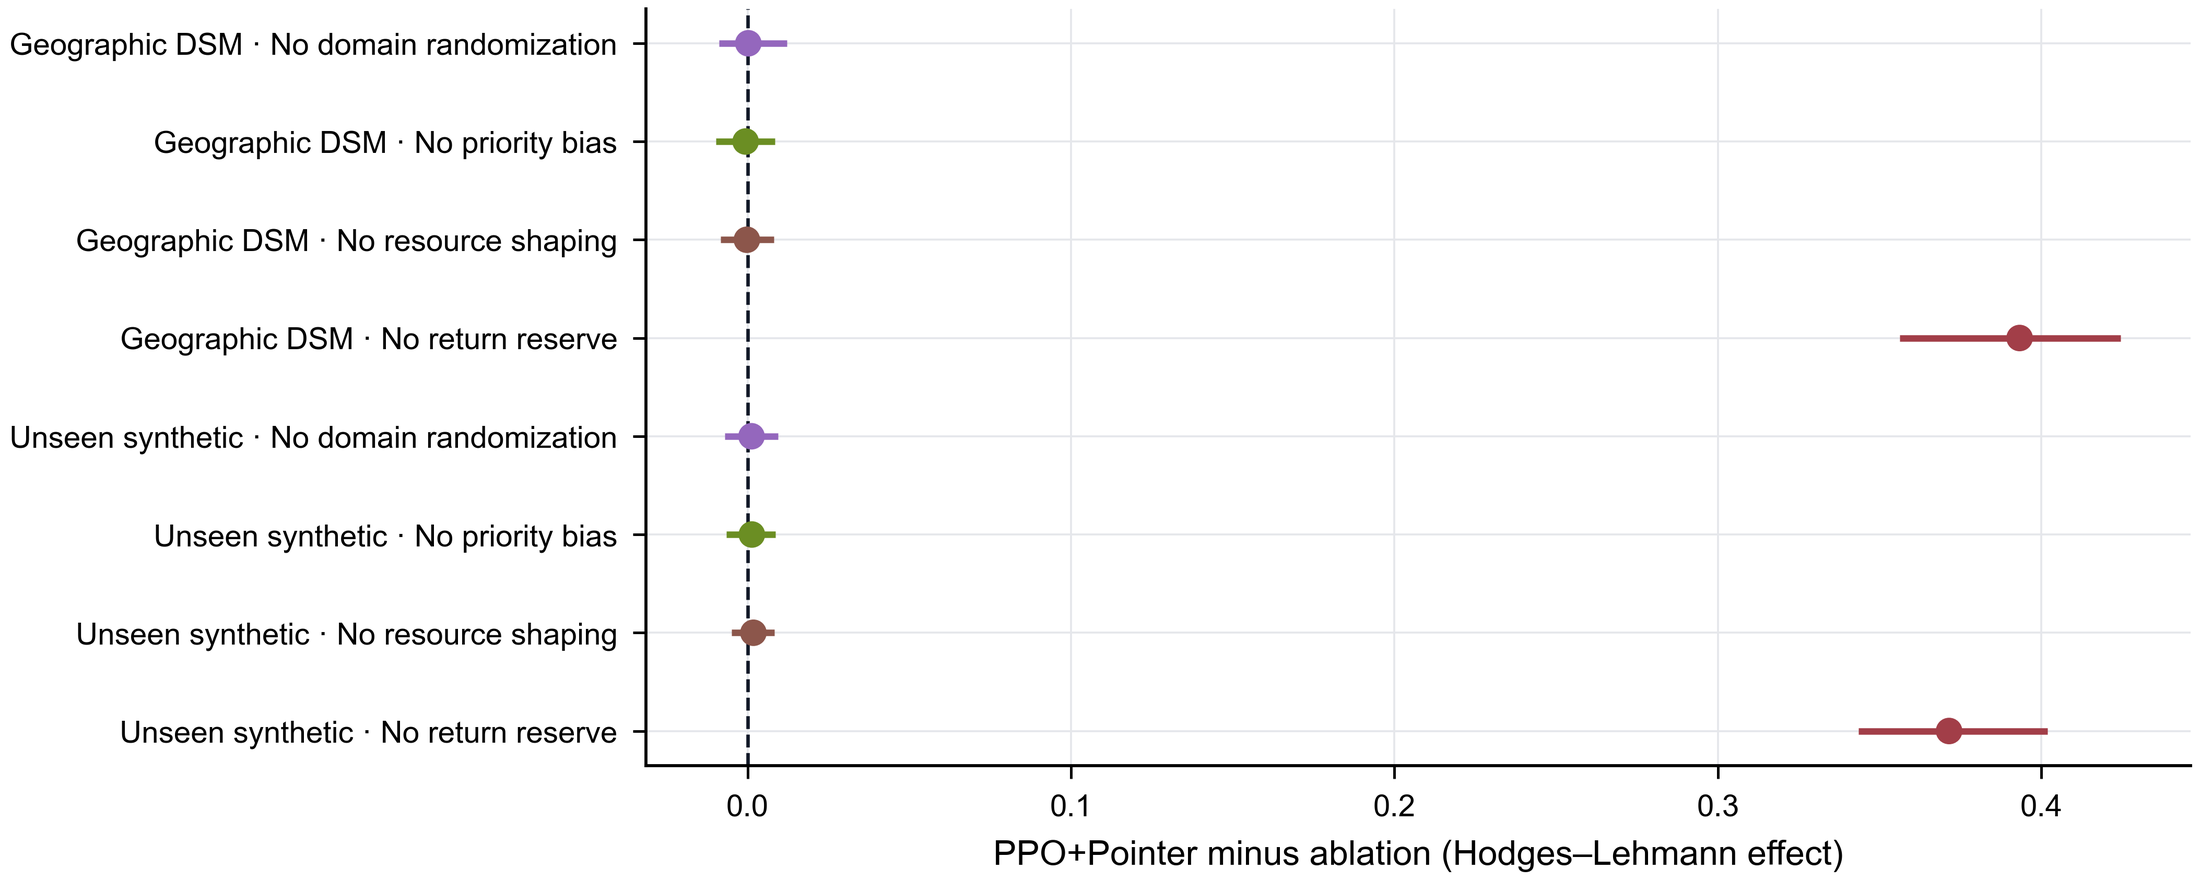 Geographic DSM · No domain randomization
Geographic DSM · No priority bias
Geographic DSM · No resource shaping
Geographic DSM · No return reserve
Unseen synthetic · No domain randomization
Unseen synthetic · No priority bias
Unseen synthetic · No resource shaping
Unseen synthetic · No return reserve
0.0 0.1 0.2 0.3 0.4
PPO+Pointer minus ablation (Hodges–Lehmann effect)